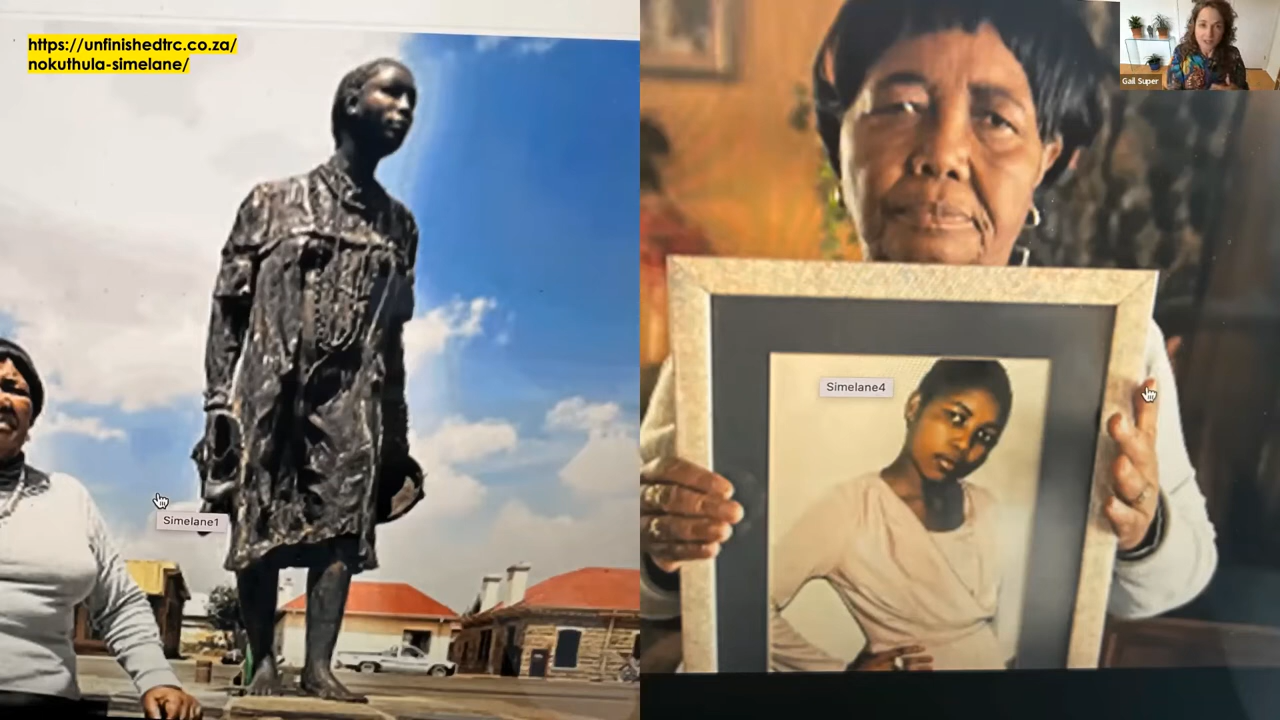 https://unfinishedtrc.co.za/
nokuthula-simelane/
Gail Super
Simelane4
Simelane1